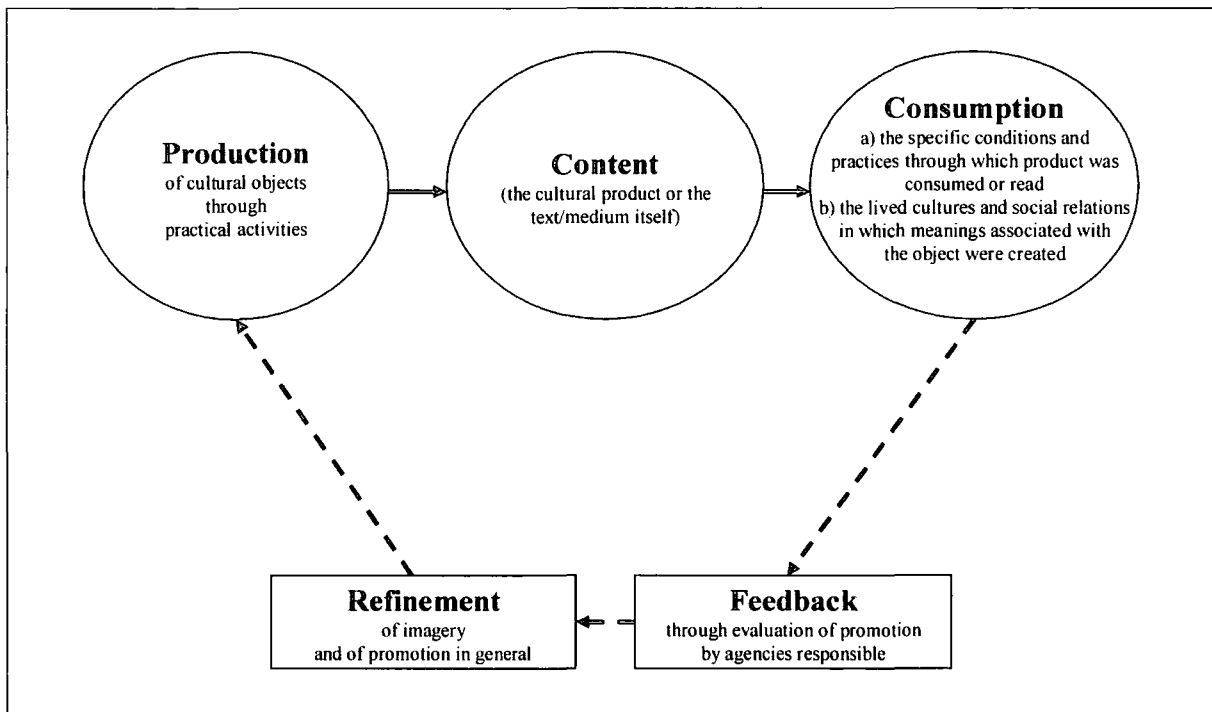 Production
of cultural objects
through
practical activities
Content
(the cultural product or the
text/medium itself)
Consumption
a) the specific conditions and
practices through which product was
consumed or read
b) the lived cultures and social relations
in which meanings associated with
the object were created
Refinement
of imagery
and of promotion in general
Feedback
through evaluation of promotion
by agencies responsible